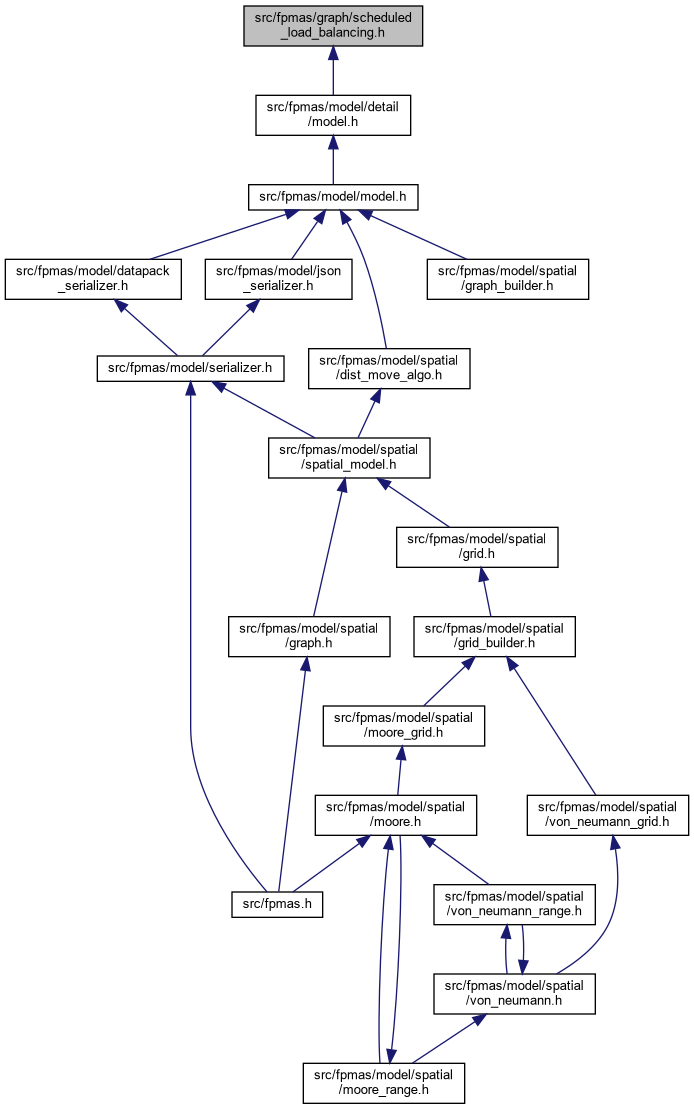 src/fpmas/graph/scheduled
_load_balancing.h
src/fpmas/model/detail
/model.h
src/fpmas/model/model.h
src/fpmas/model/datapack
_serializer.h
src/fpmas/model/json
_serializer.h
src/fpmas/model/spatial
/graph_builder.h
src/fpmas/model/serializer.h
src/fpmas/model/spatial
/dist_move_algo.h
src/fpmas/model/spatial
/spatial_model.h
src/fpmas/model/spatial
/grid.h
src/fpmas/model/spatial
/graph.h
src/fpmas/model/spatial
/grid_builder.h
src/fpmas/model/spatial
/moore_grid.h
src/fpmas/model/spatial
/moore.h
src/fpmas/model/spatial
/von_neumann_grid.h
src/fpmas.h
src/fpmas/model/spatial
/von_neumann_range.h
src/fpmas/model/spatial
/von_neumann.h
src/fpmas/model/spatial
/moore_range.h